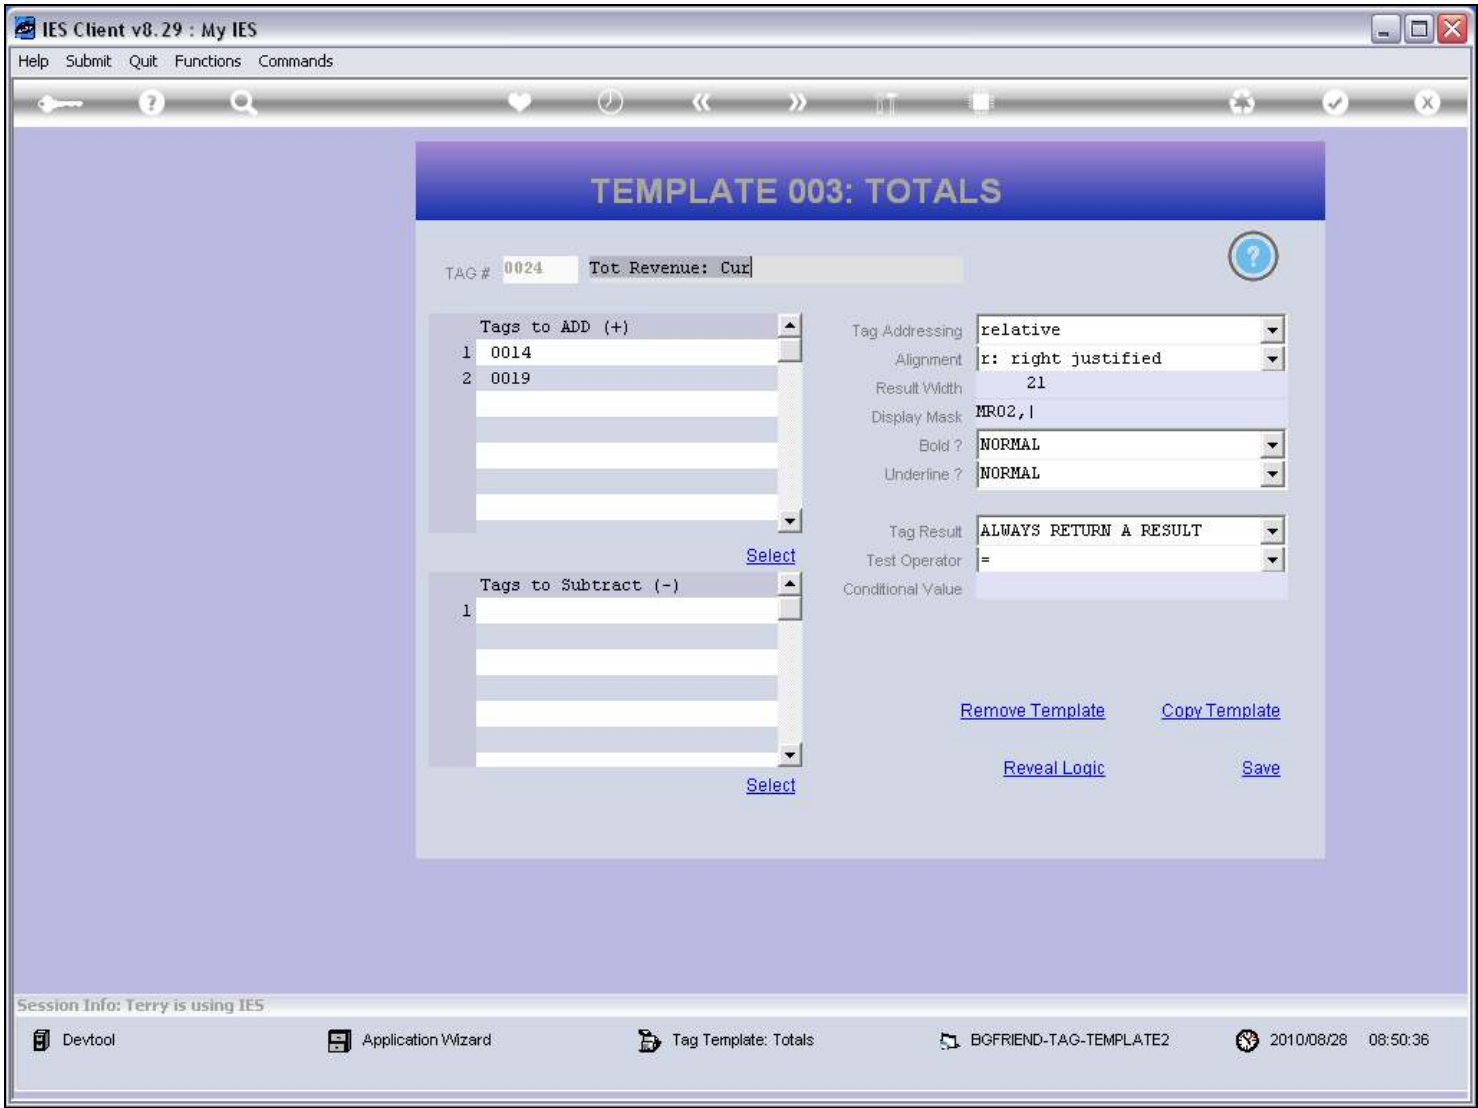 IES Client v8.29 : My IES
Help Submit Quit Functions Commands
TEMPLATE 003: TOTALS
TAG # 0024 Tot Revenue: Cur
Tags to ADD (+)
1 0014
2 0019
Select
Tags to Subtract (-)
1
Select
Tag Addressing relative
Alignment r: right justified
Result Width 21
Display Mask MR02,|
Bold ? NORMAL
Underline ? NORMAL
Tag Result ALWAYS RETURN A RESULT
Test Operator =
Conditional Value
Remove Template Copy Template
Reveal Logic Save
Session Info: Terry is using IES
Devtool Application Wizard Tag Template: Totals BGFRIEND-TAG-TEMPLATE2 2010/08/28 08:50:36